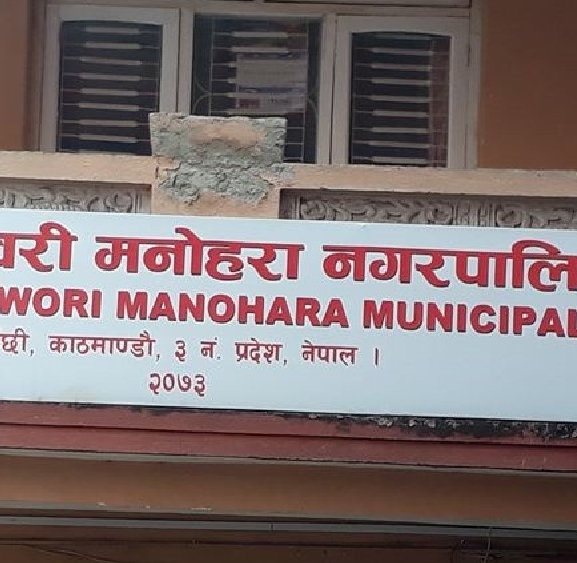 वरी मनोहरा नगरपालि
WORI MANOHARA MUNICIPA
छी, काठमाण्डौ, ३ नं. प्रदेश, नेपाल ।
२०७३